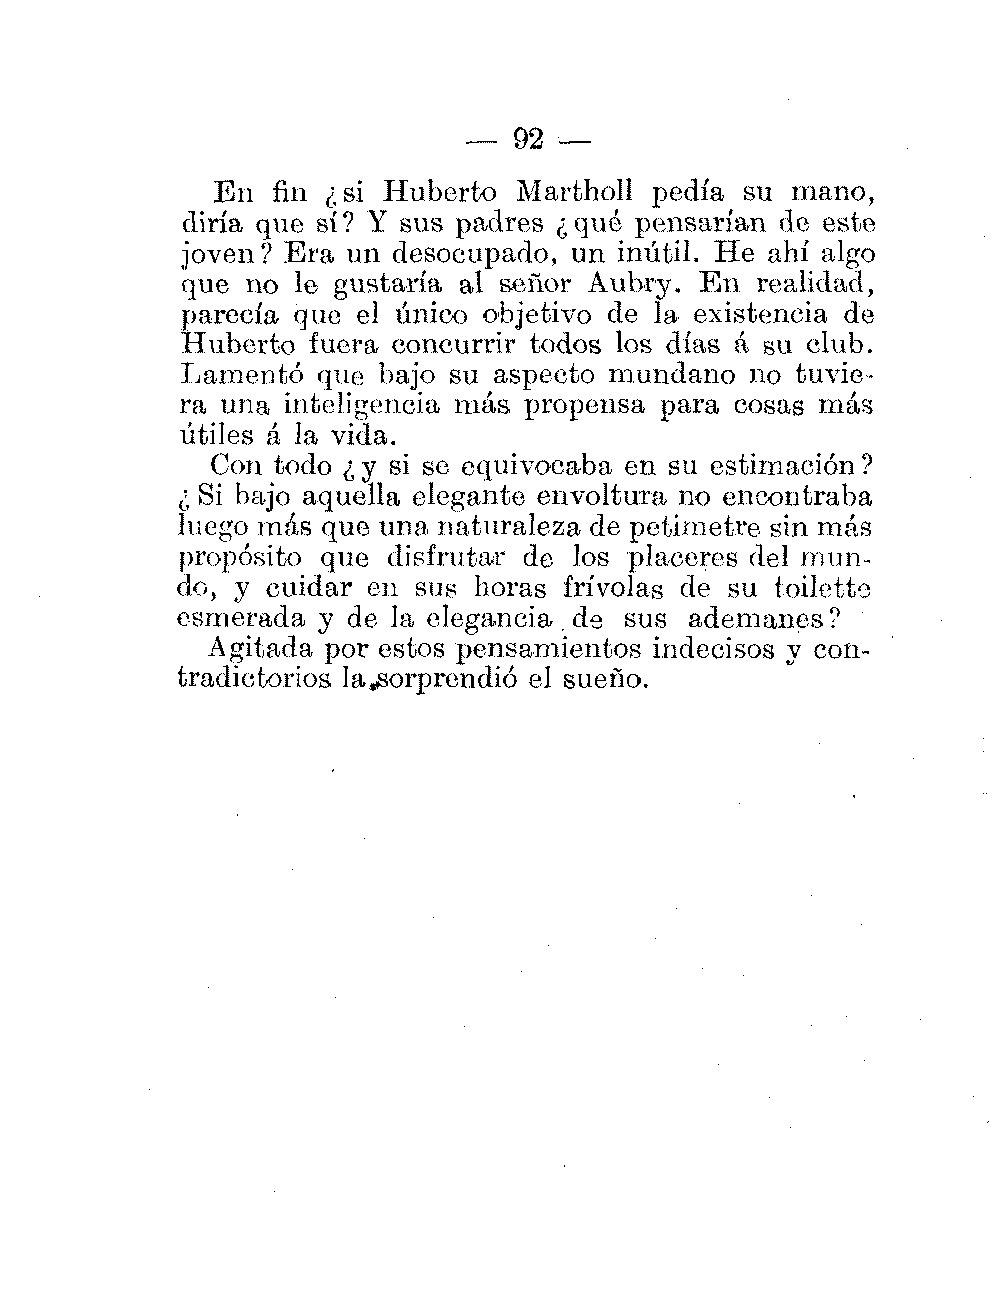 — 92 —
En fin ¿si Huberto Martholl pedía su mano,
diría que sí? Y sus padres ¿qué pensarían de este
joven? Era un desocupado, un inútil. He ahí algo
que no le gustaría al señor Aubry. En realidad,
parecía que el único objetivo de la existencia de
Huberto fuera concurrir todos los días á su club.
Lamentó que bajo su aspecto mundano no tuvie-
ra una inteligencia más propensa para cosas más
útiles á la vida.
Con todo ¿y si se equivocaba en su estimación?
¿Si bajo aquella elegante envoltura no encontraba
luego más que una naturaleza de petimetre sin más
propósito que disfrutar de los placeres del mun-
do, y cuidar en sus horas frívolas de su toilette
esmerada y de la elegancia de sus ademanes?
Agitada por estos pensamientos indecisos y con-
tradictorios la sorprendió el sueño.